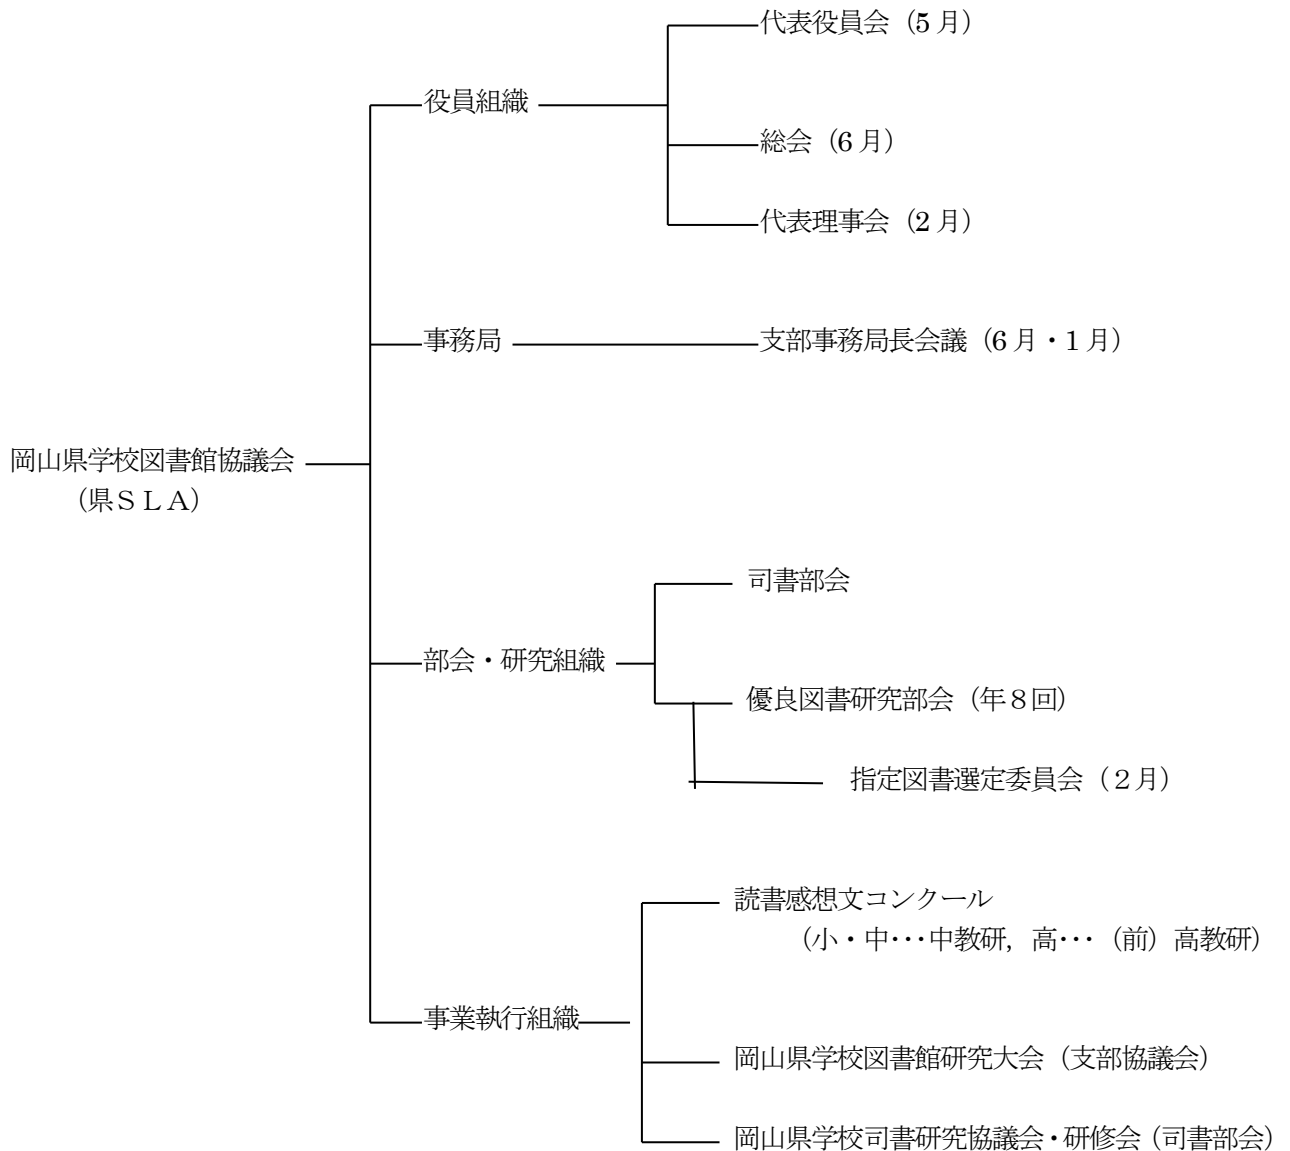 代表役員会（5 月）
役員組織
総会（6 月）
代表理事会（2 月）
事務局
支部事務局長会議（6 月・1 月）
岡山県学校図書館協議会
（県ＳＬＡ）
司書部会
部会・研究組織
優良図書研究部会（年８回）
指定図書選定委員会（２月）
読書感想文コンクール
（小・中･･･中教研，高･･･（前）高教研）
事業執行組織
岡山県学校図書館研究大会（支部協議会）
岡山県学校司書研究協議会・研修会（司書部会）